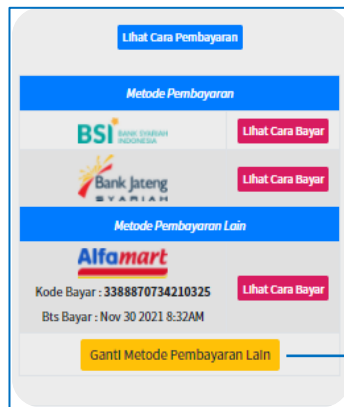 Lihat Cara Pembayaran
Metode Pembayaran
BSI BANK SYARIAH INDONESIA
Lihat Cara Bayar
Bank Jateng
SYARIAH
Lihat Cara Bayar
Metode Pembayaran Lain
Alfamart
Kode Bayar : 3388870734210325
Bts Bayar : Nov 30 2021 8:32AM
Lihat Cara Bayar
Ganti Metode Pembayaran Lain